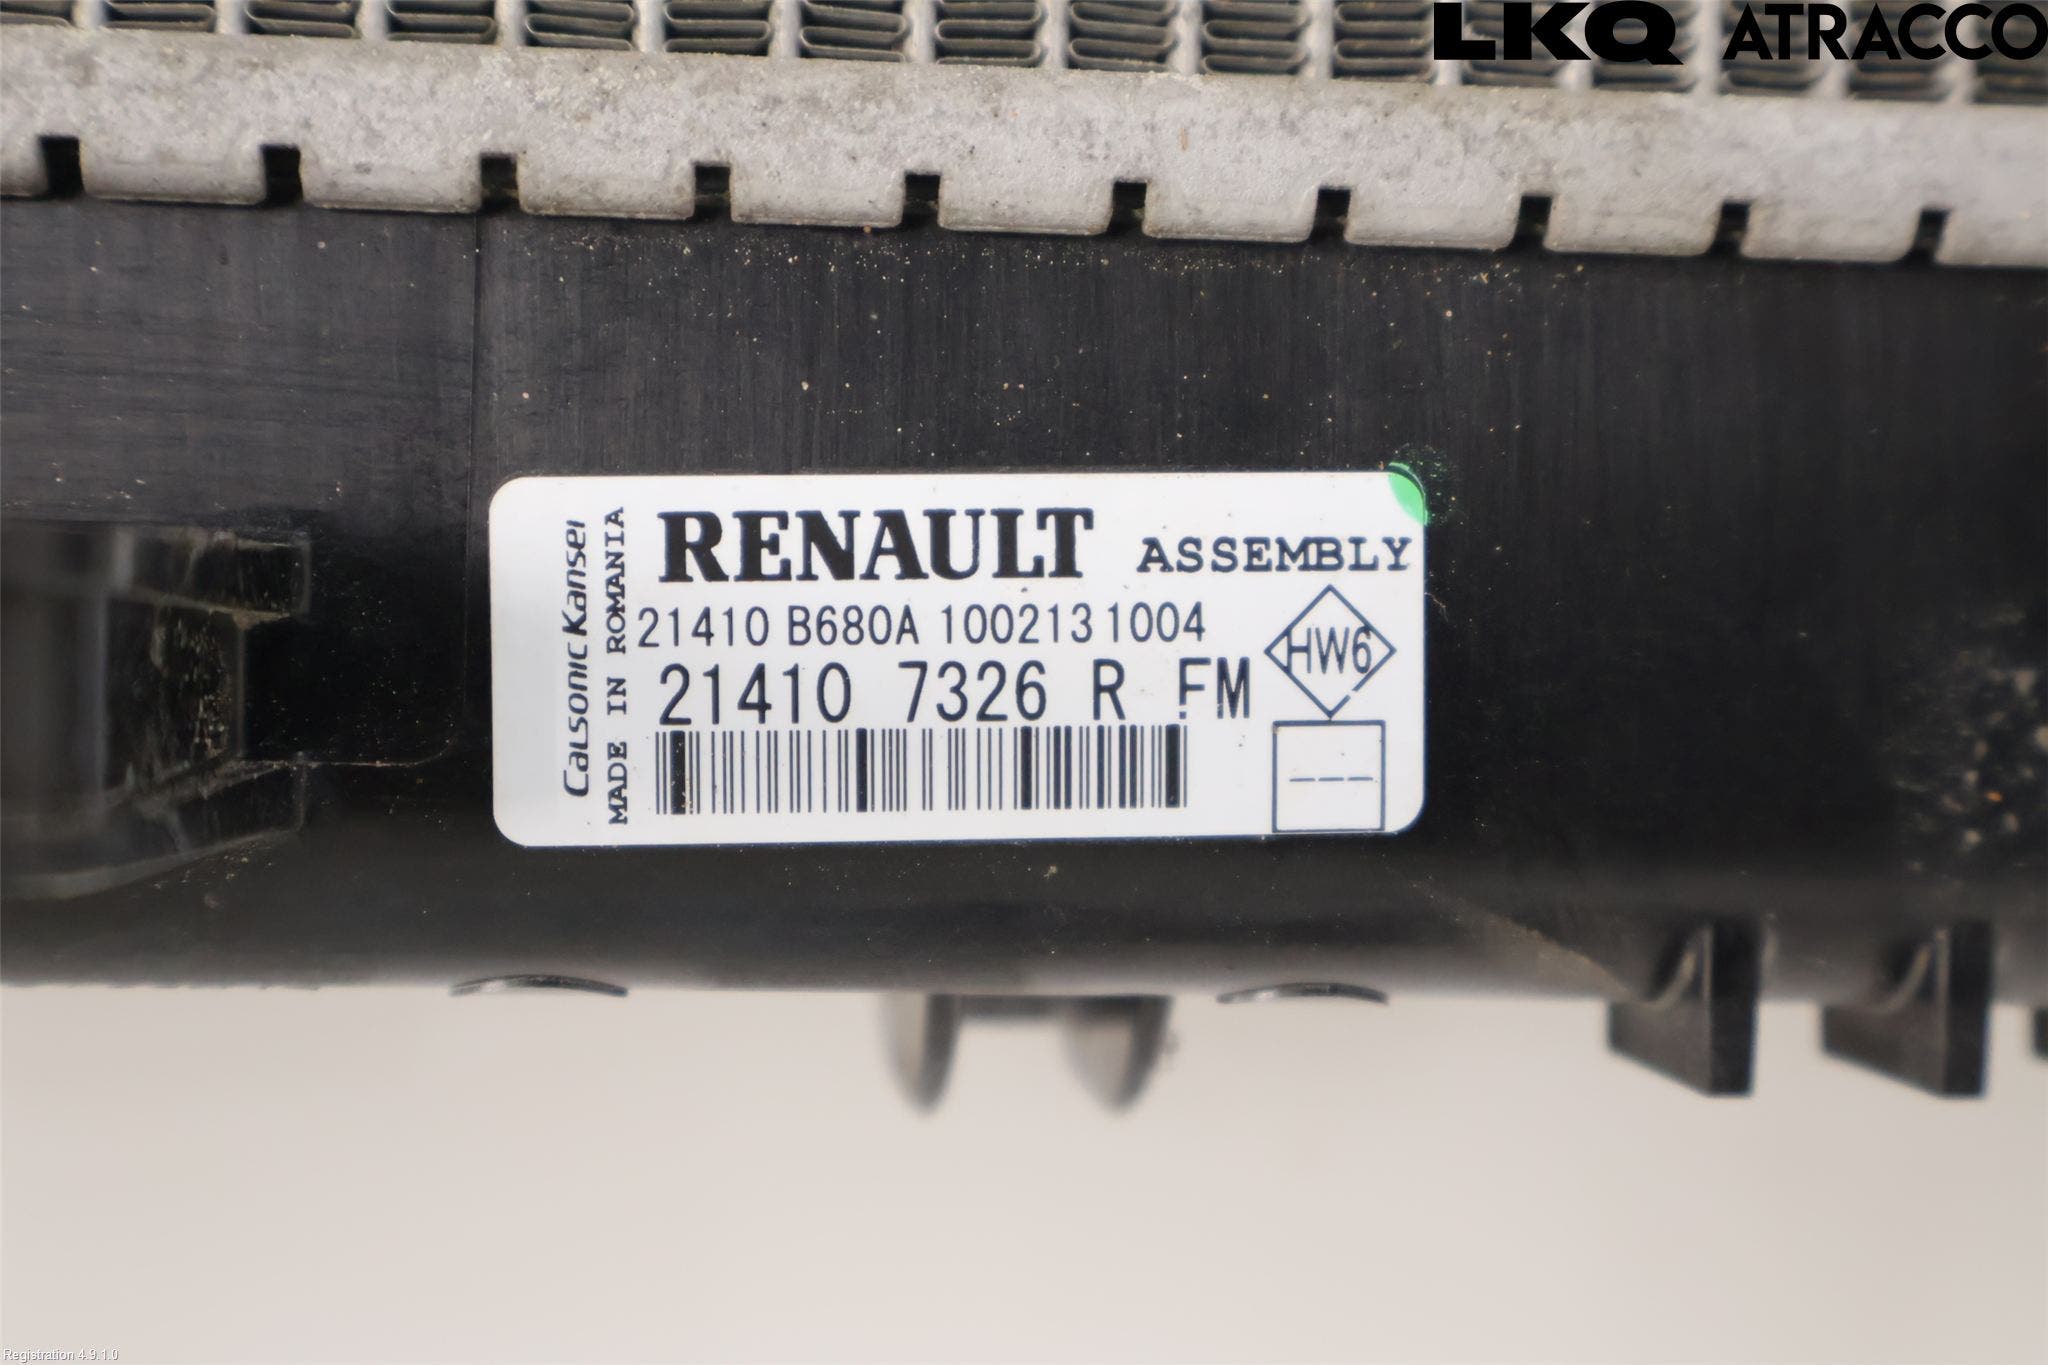 LKQ ATRACCO
Calsonic Kansei
MADE IN ROMANIA
RENAULT ASSEMBLY
21410 B680A 1002131004
21410 7326 R FM
HW6
---
Registration 4.9.1.0